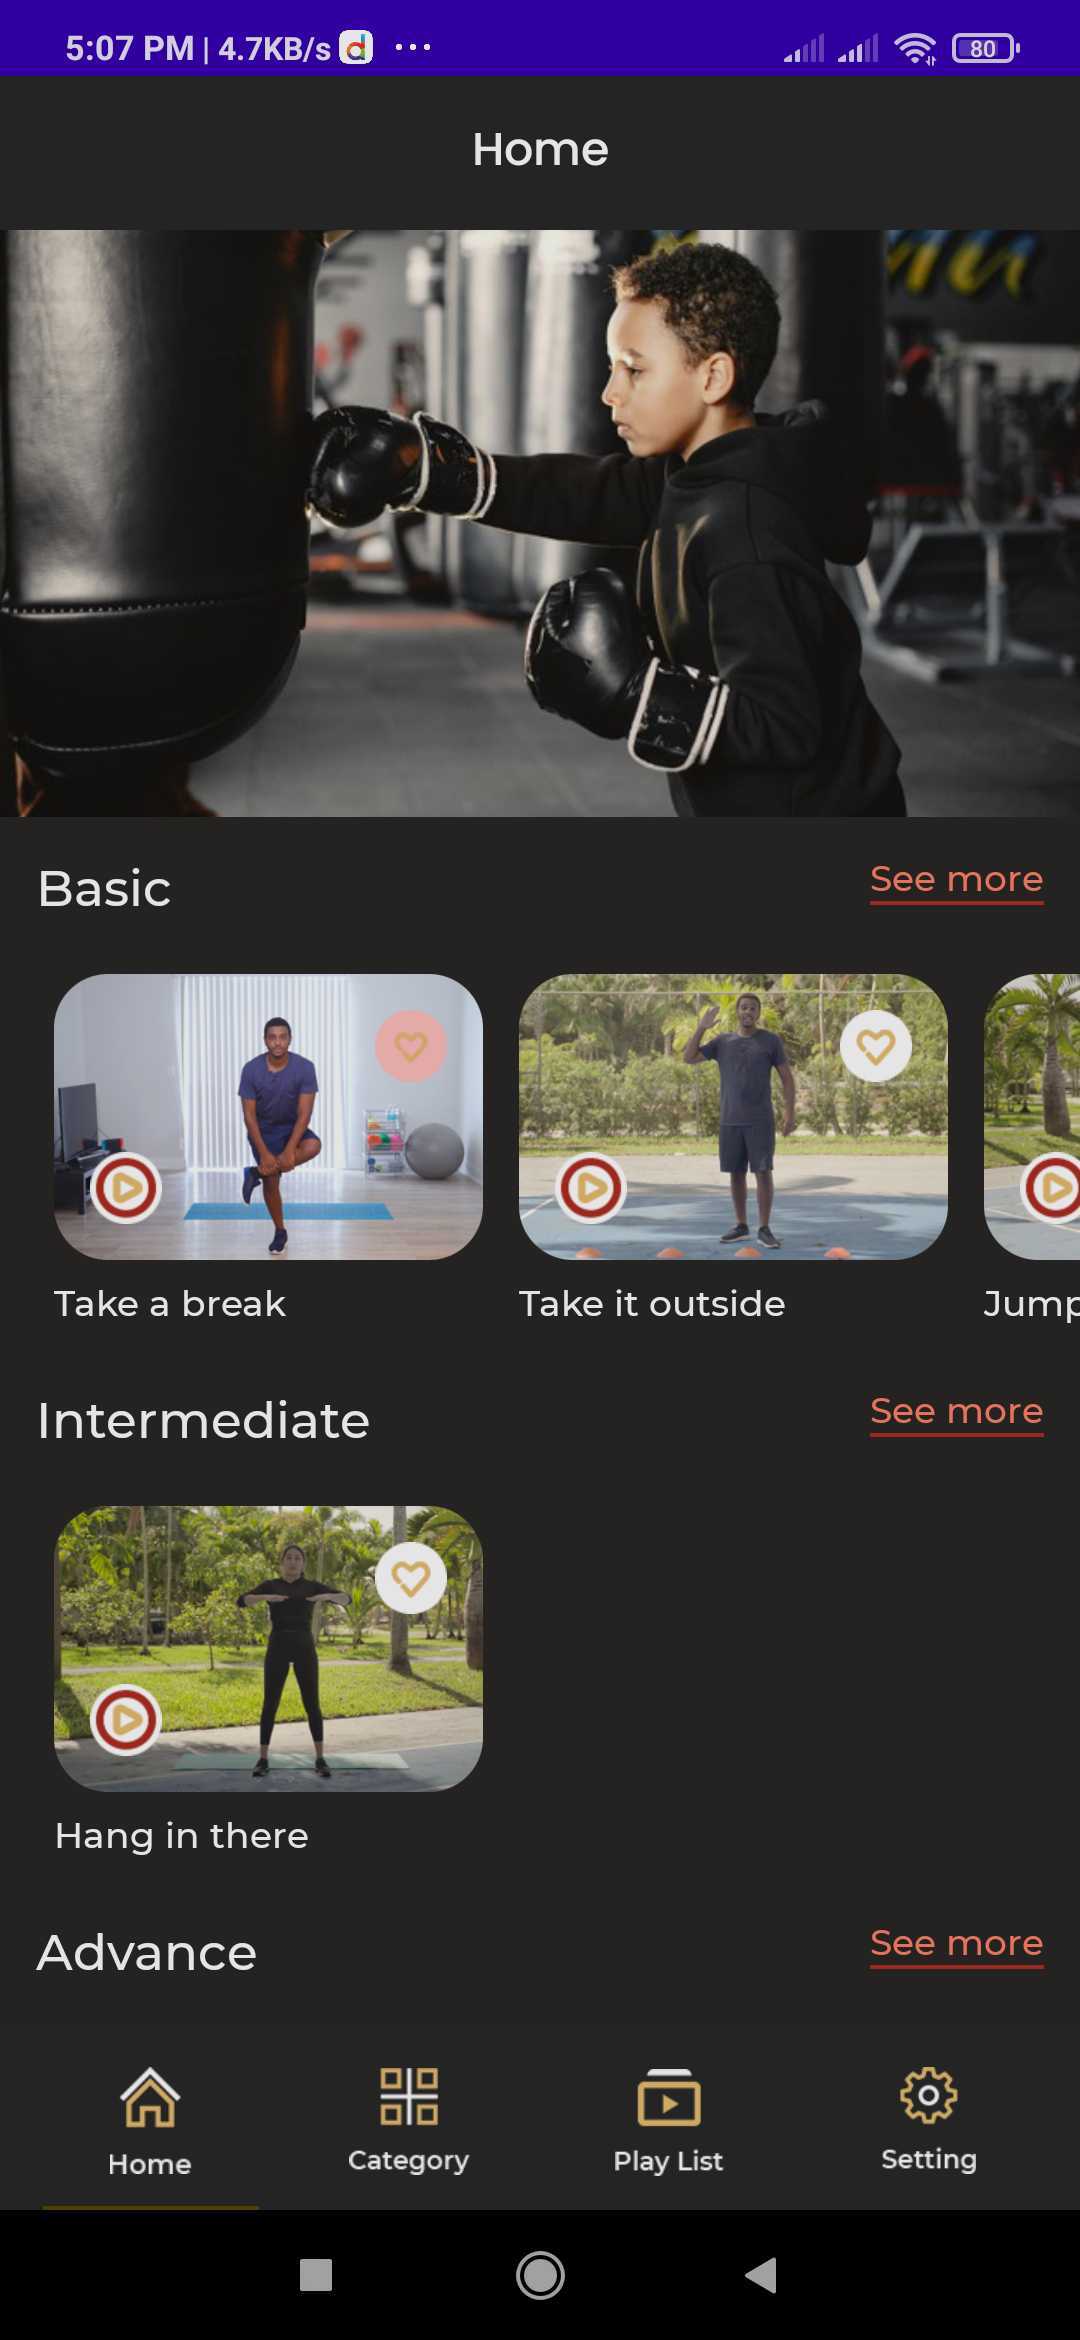 5:07 PM | 4.7KB/s
80
Home
Basic
See more
Take a break
Take it outside
Jump
Intermediate
See more
Hang in there
Advance
See more
Home
Category
Play List
Setting